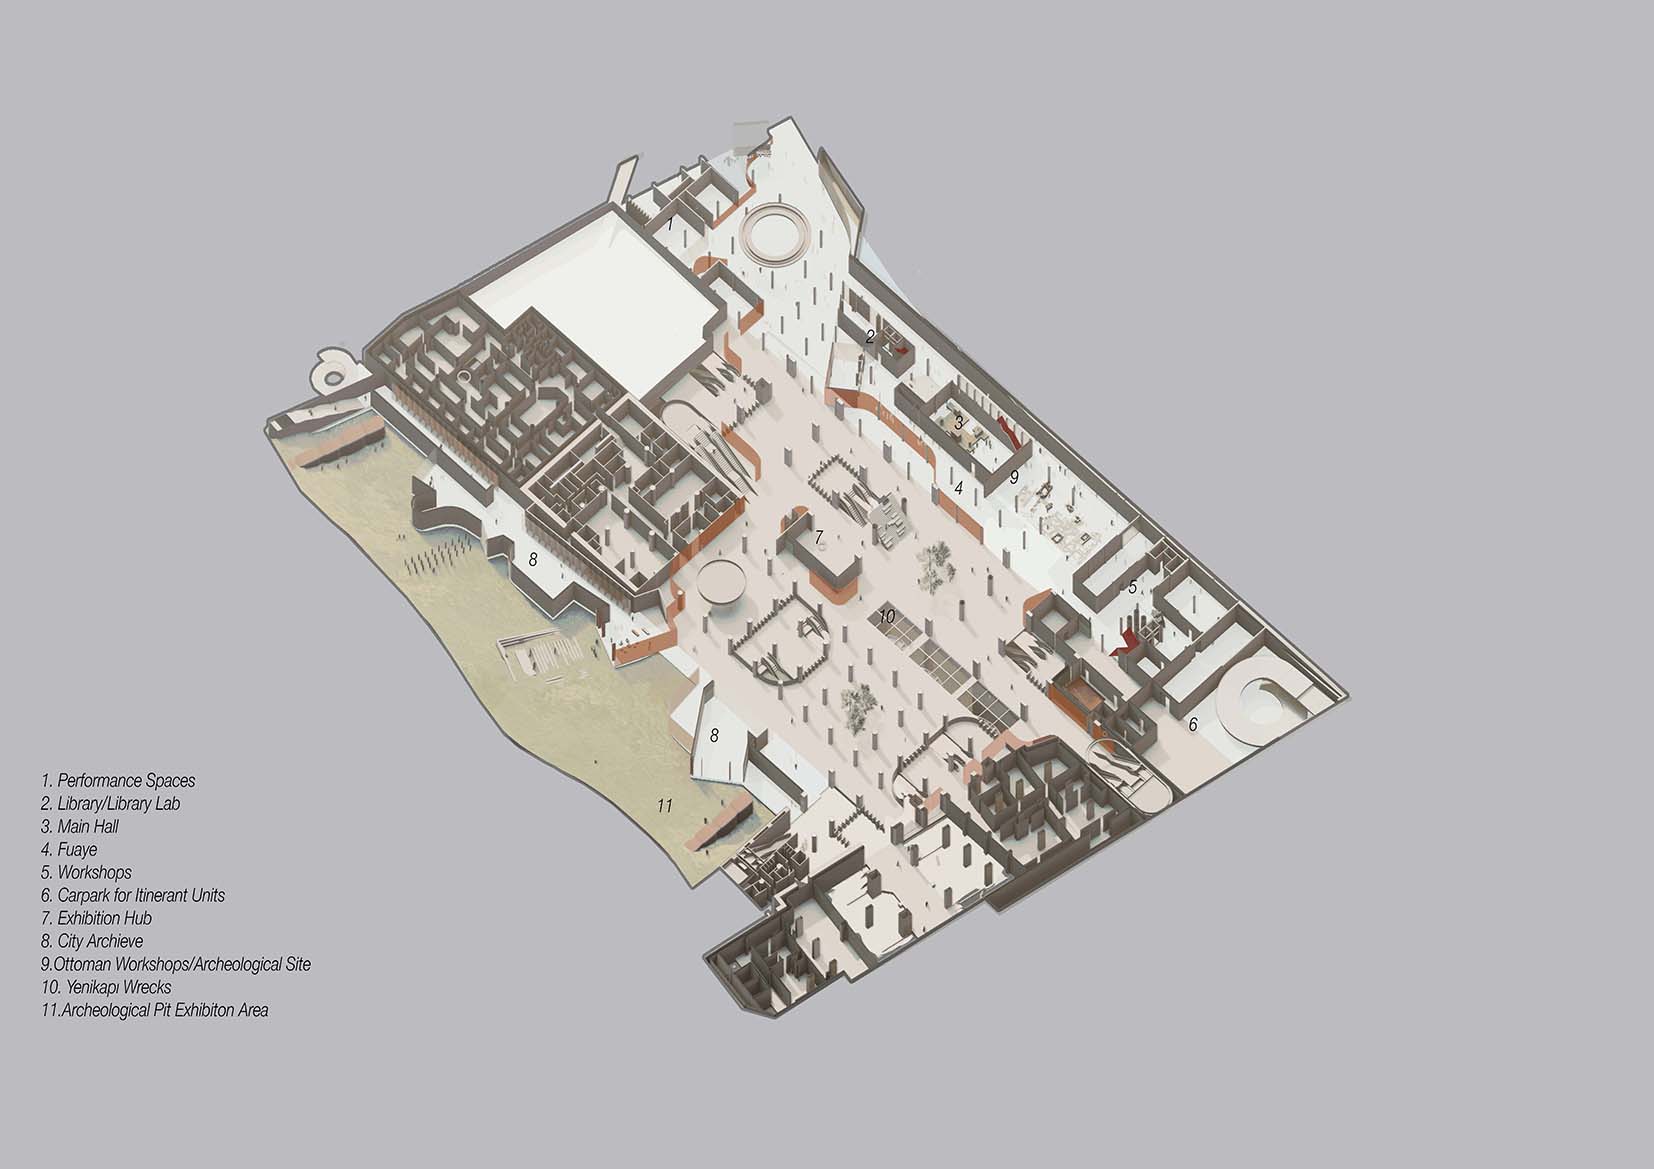 1
2
3
9
4
7
8
5
10
6
8
11
1. Performance Spaces
2. Library/Library Lab
3. Main Hall
4. Fuaye
5. Workshops
6. Carpark for Itinerant Units
7. Exhibition Hub
8. City Archieve
9.Ottoman Workshops/Archeological Site
10. Yenikapı Wrecks
11.Archeological Pit Exhibiton Area